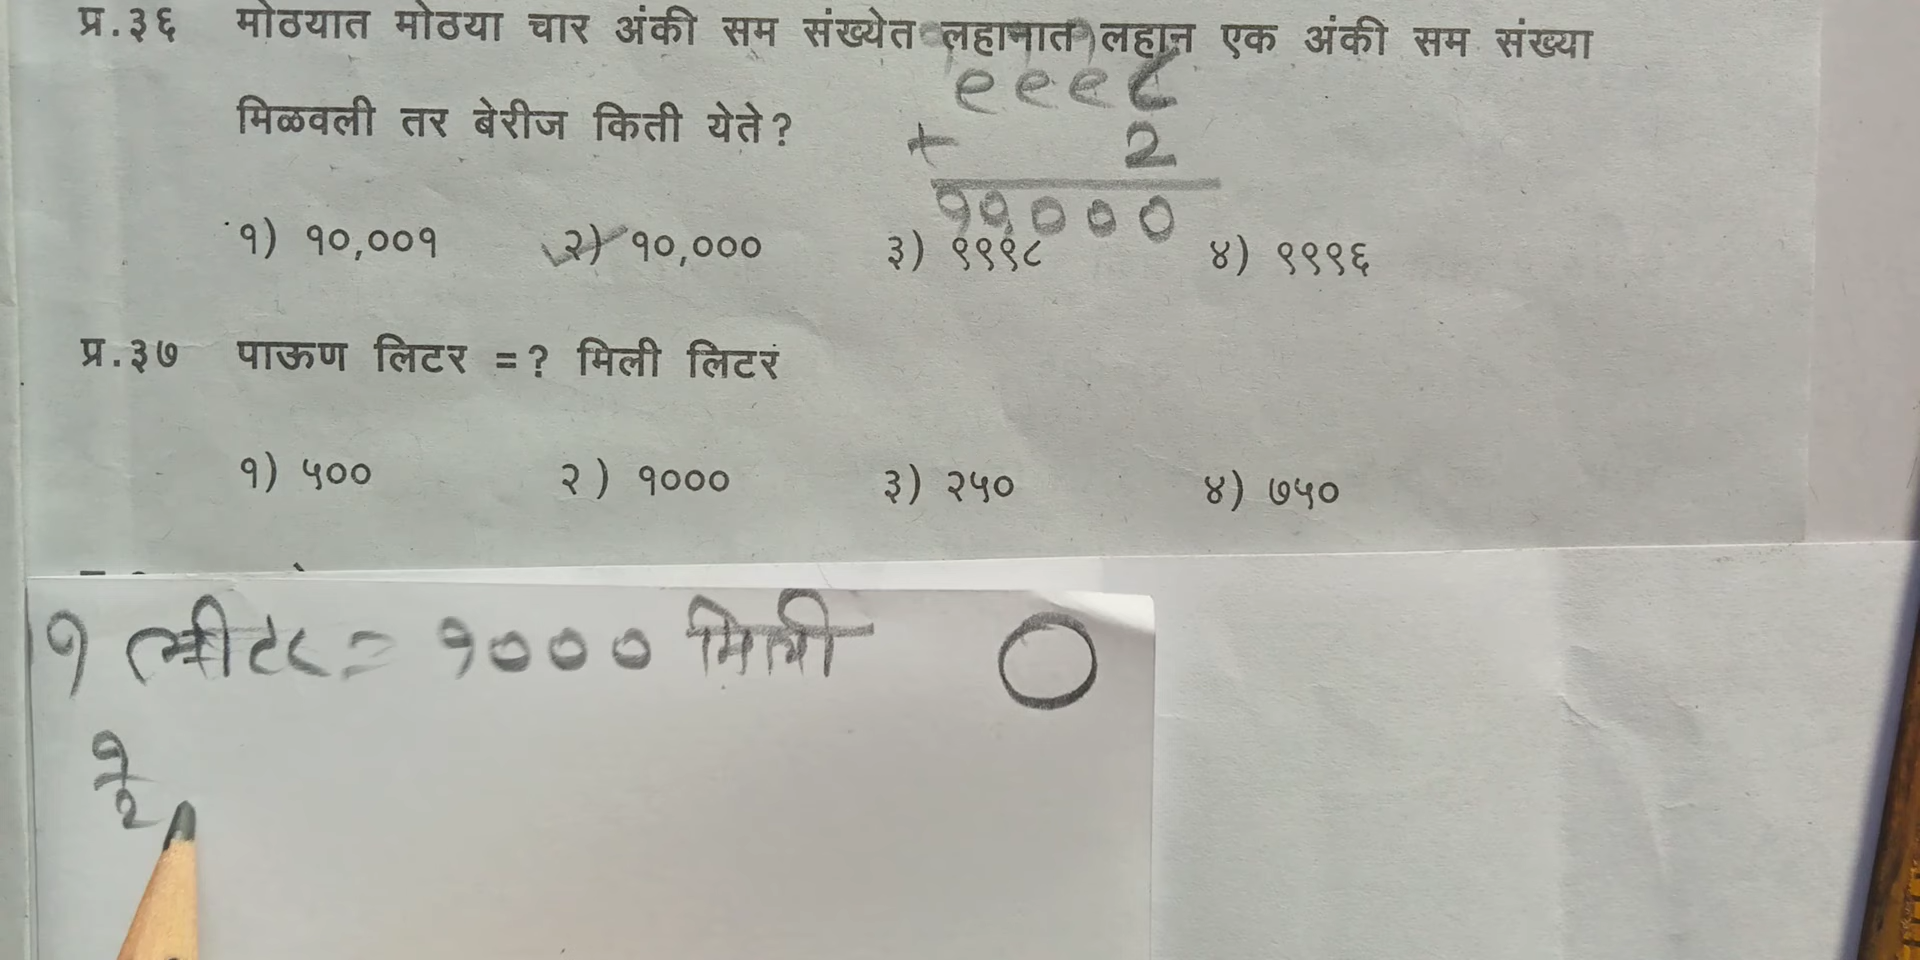 प्र.३६ मोठयात मोठया चार अंकी सम संख्येत लहानात लहान एक अंकी सम संख्या
९९९८
मिळवली तर बेरीज किती येते?
+ २
१०,०००
१) १०,००१ २) १०,००० ३) ९९९८ ४) ९९९६
प्र.३७ पाऊण लिटर =? मिली लिटर
१) ५०० २) १००० ३) २५० ४) ७५०
१ लीटर = १००० मिली
१/२